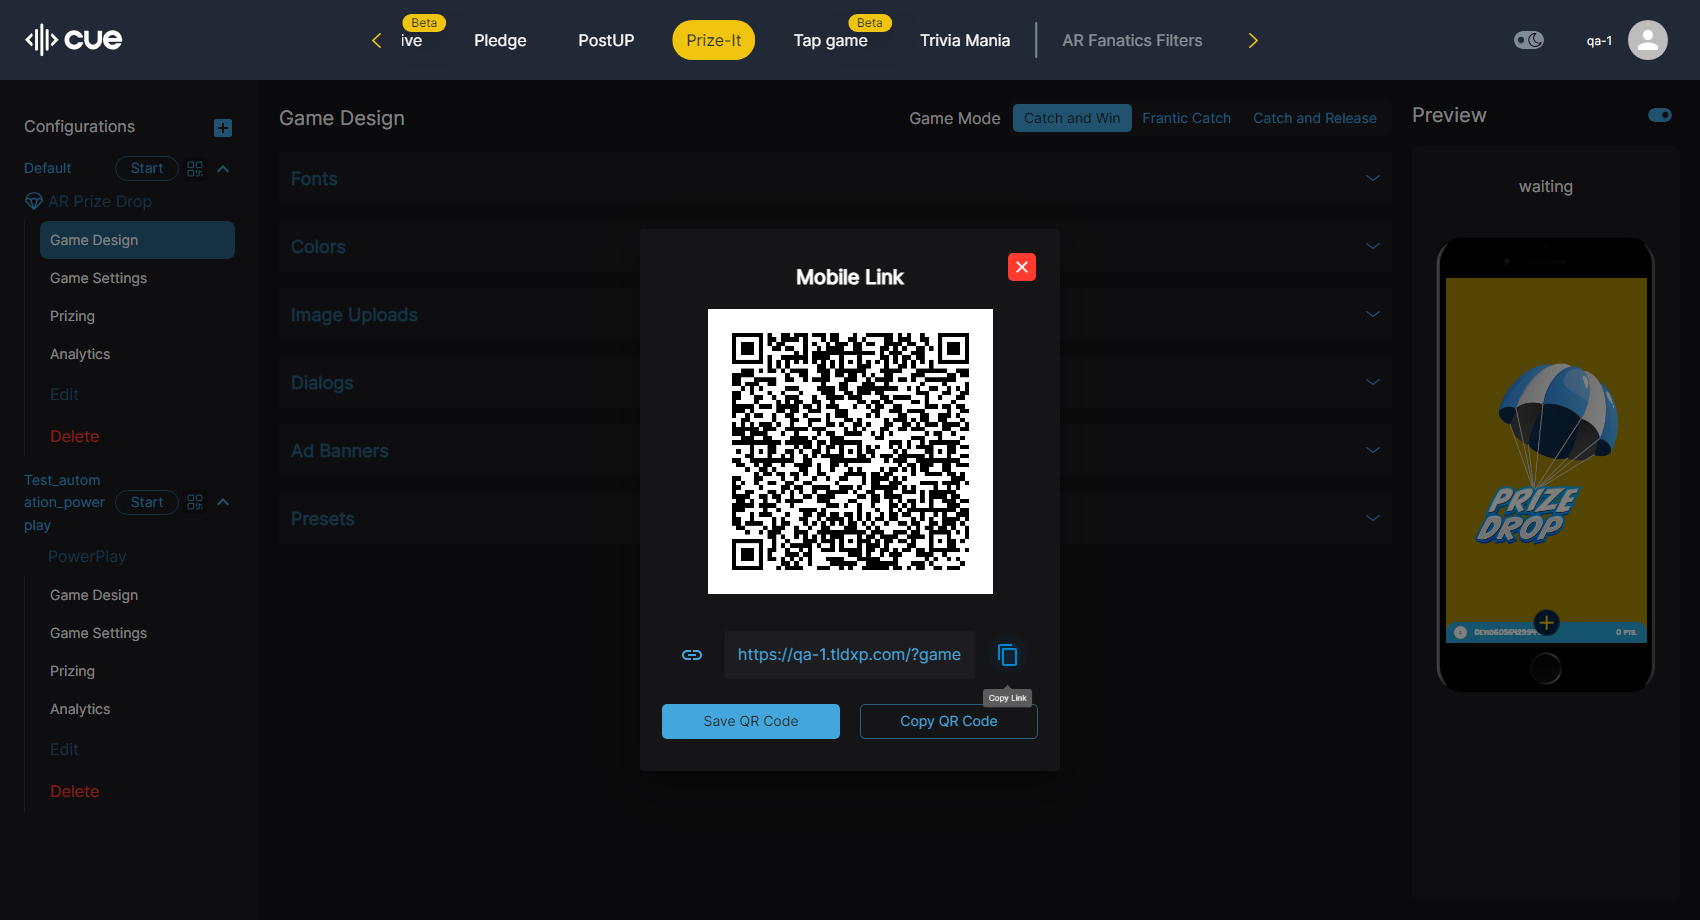 cue
Beta
Beta
ive
Pledge
PostUP
Prize-It
Tap game
Trivia Mania
AR Fanatics Filters
qa-1
Configurations
Default
Start
AR Prize Drop
Game Design
Game Settings
Prizing
Analytics
Edit
Delete
Test_autom
ation_power
play
Start
PowerPlay
Game Design
Game Settings
Prizing
Analytics
Edit
Delete
Game Design
Game Mode
Catch and Win
Frantic Catch
Catch and Release
Fonts
Colors
Image Uploads
Dialogs
Ad Banners
Presets
Mobile Link
https://qa-1.tldxp.com/?game
Copy Link
Save QR Code
Copy QR Code
Preview
waiting
PRIZE
DROP
0 PTS.